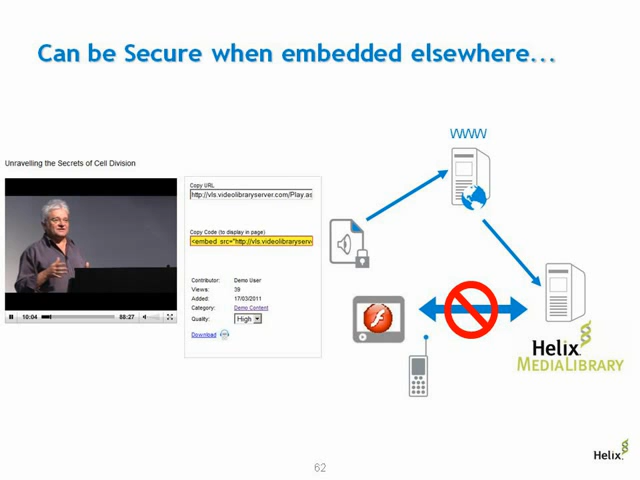 Can be Secure when embedded elsewhere...
WWW
Unravelling the Secrets of Cell Division
Copy URL
http://vls.videolibraryserver.com/Play.as
Copy Code (to display in page)
<embed src="http://vls.videolibraryserv
Contributor: Demo User
Views: 39
Added: 17/03/2011
Category: Demo Content
Quality: High
Download
10:04 88:27
Helix
MEDIALIBRARY
Helix
62